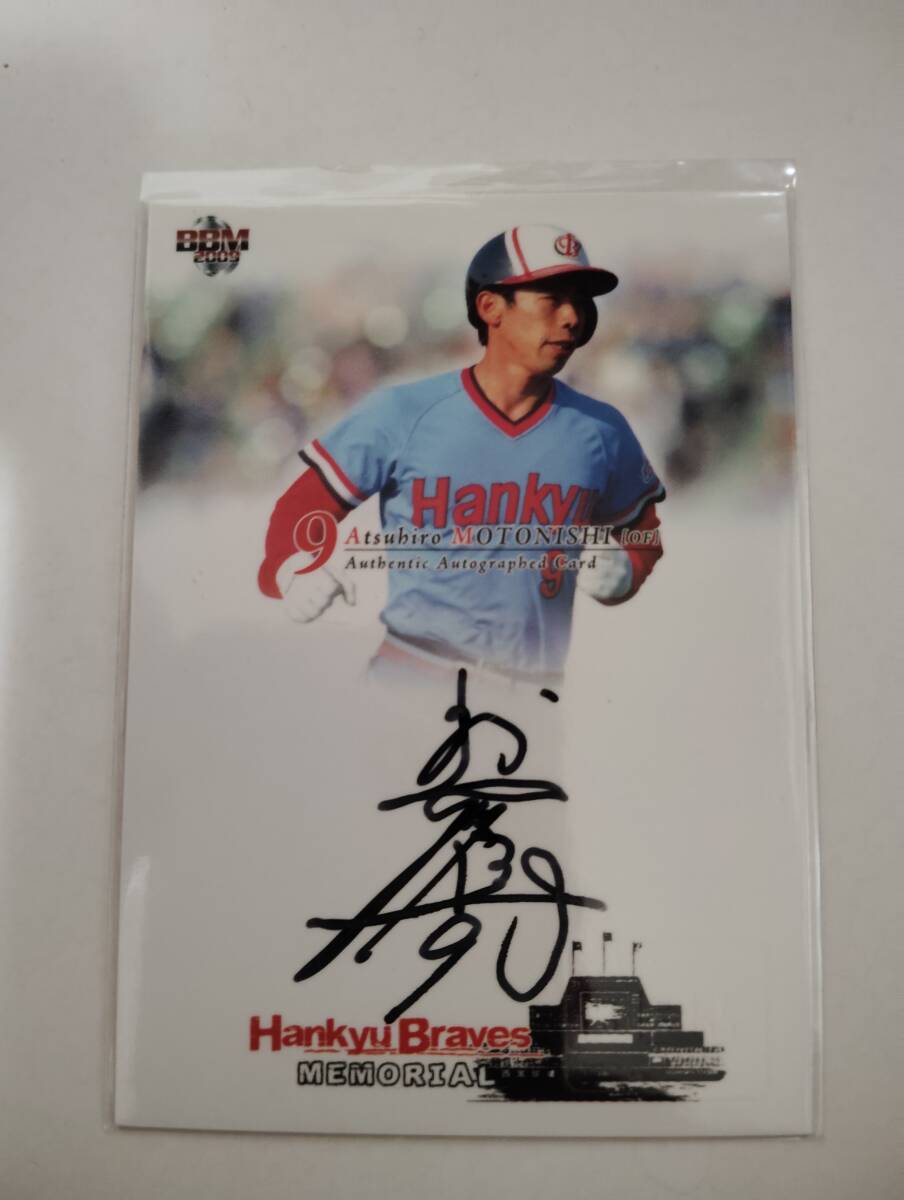 BBM
2009
Hankyu
9 Atsuhiro MOTONISHI [OF]
Authentic Autographed Card
9
Hankyu Braves
MEMORIAL